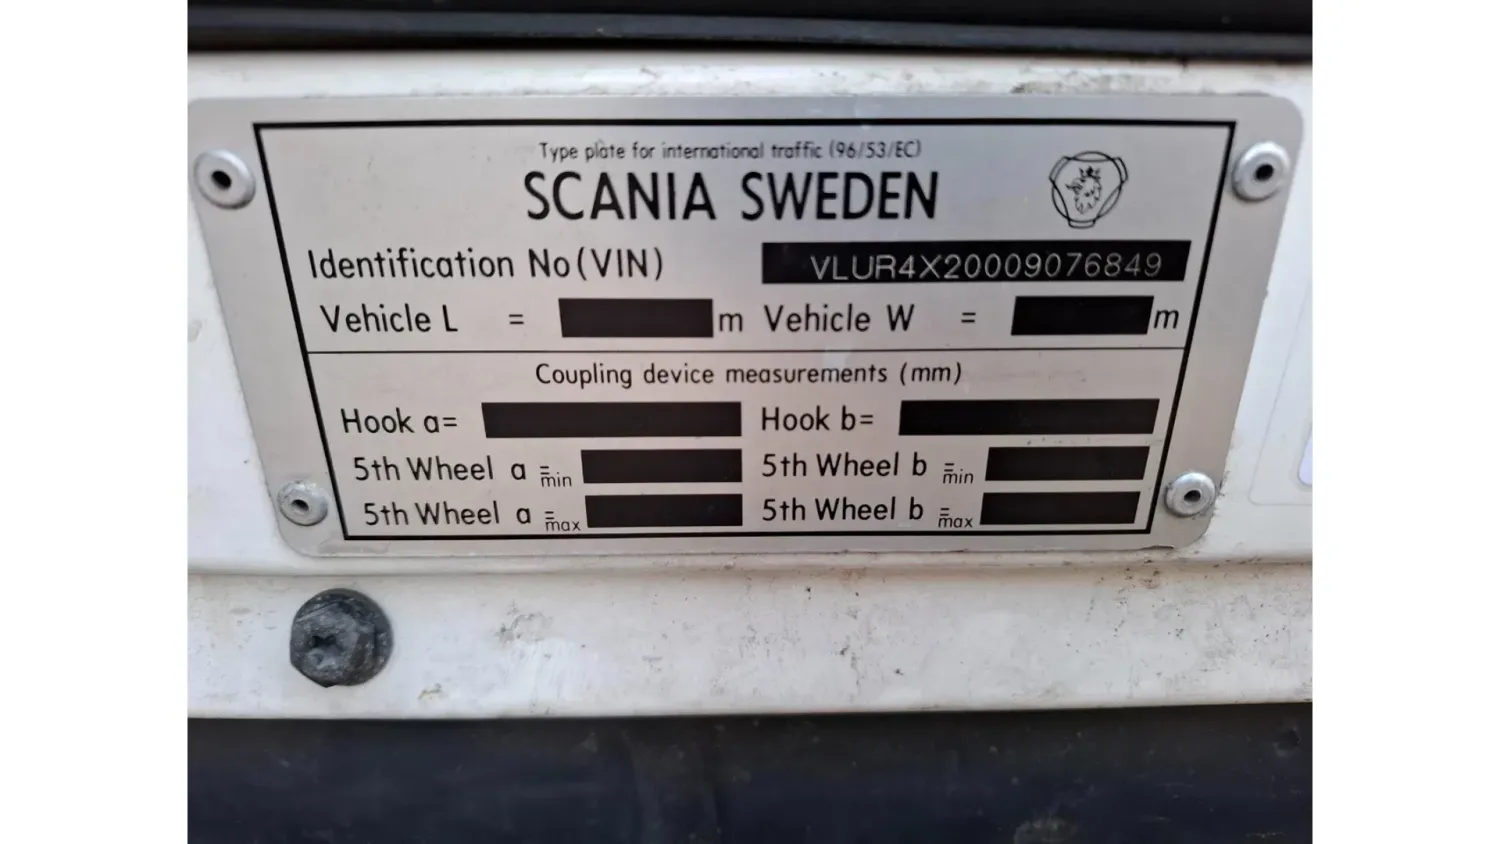 Type plate for international traffic (96/53/EC)
SCANIA SWEDEN
Identification No(VIN) VLUR4X20009076849
Vehicle L = m Vehicle W = m
Coupling device measurements (mm)
Hook a= Hook b=
5th Wheel a = min 5th Wheel b = min
5th Wheel a = max 5th Wheel b = max